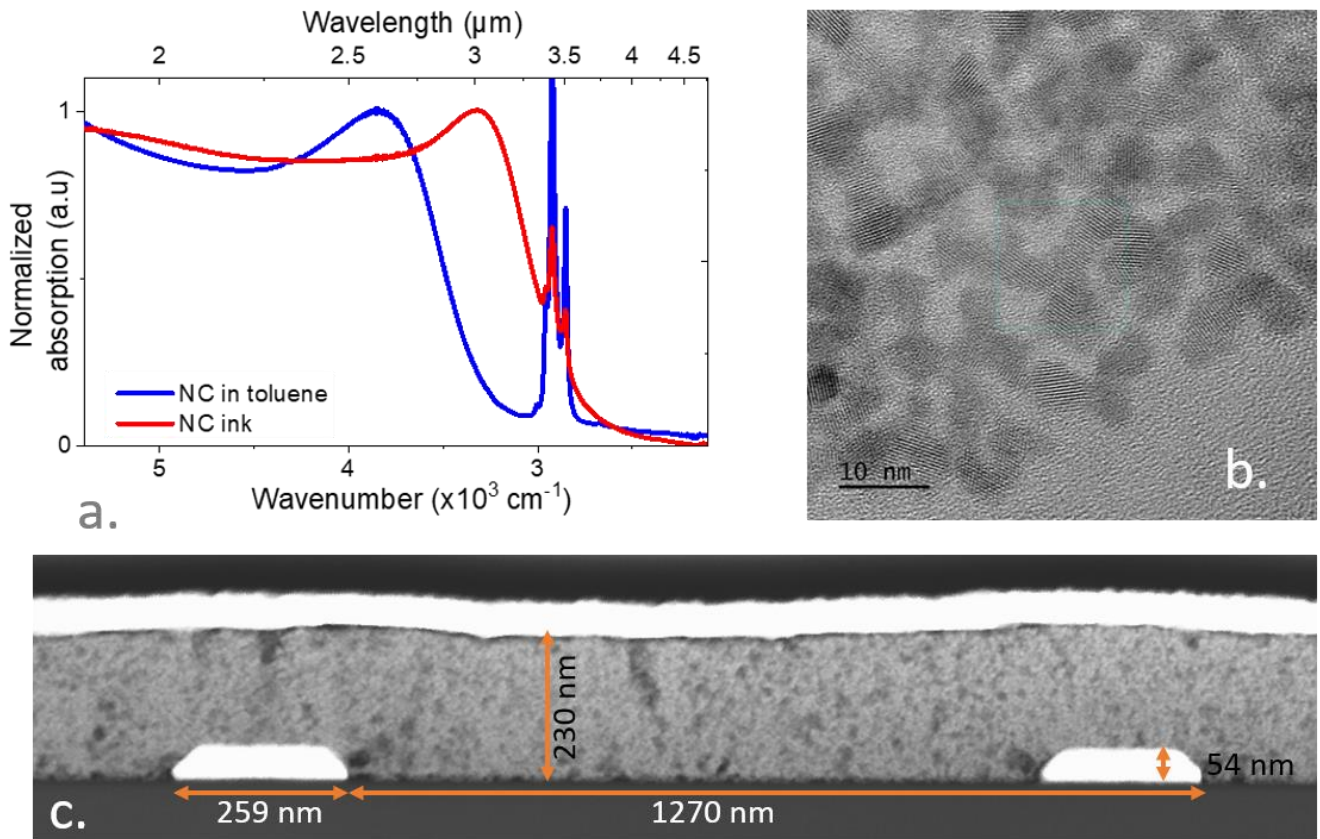 Wavelength (μm)
2 2.5 3 3.5 4 4.5
Normalized
absorption (a.u)
1
0
NC in toluene
NC ink
5 4 3
Wavenumber (x10³ cm⁻¹)
a.
10 nm
b.
230 nm
54 nm
259 nm
1270 nm
c.